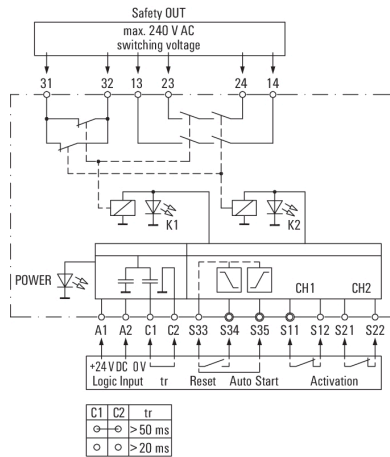 Safety OUT
max. 240 V AC
switching voltage
31 32 13 23 24 14
K1 K2
POWER
CH1 CH2
A1 A2 C1 C2 S33 S34 S35 S11 S12 S21 S22
+24 V DC 0 V
Logic Input tr Reset Auto Start Activation
C1 C2 tr
> 50 ms
> 20 ms